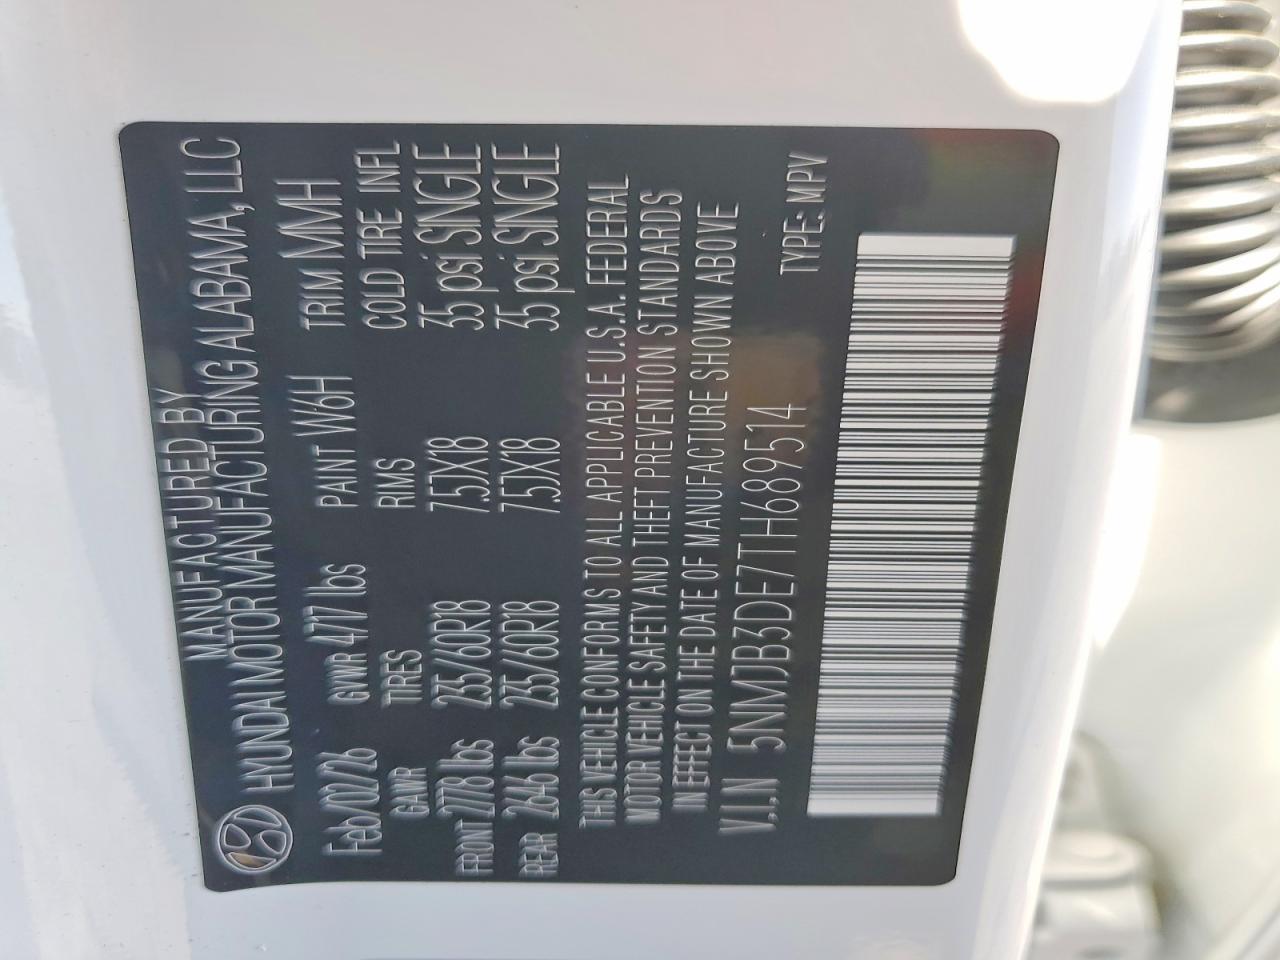 MANUFACTURED BY
HYUNDAI MOTOR MANUFACTURING ALABAMA, LLC
Feb/02/26 GVWR 4717 lbs PAINT W6H TRIM MMH
GAWR TIRES RIMS COLD TIRE INFL
FRONT 2778 lbs 235/60R18 7.5JX18 35 psi SINGLE
REAR 2646 lbs 235/60R18 7.5JX18 35 psi SINGLE
THIS VEHICLE CONFORMS TO ALL APPLICABLE U.S.A. FEDERAL
MOTOR VEHICLE SAFETY AND THEFT PREVENTION STANDARDS
IN EFFECT ON THE DATE OF MANUFACTURE SHOWN ABOVE
V.I.N 5NMJB3DE7TH689514 TYPE: MPV